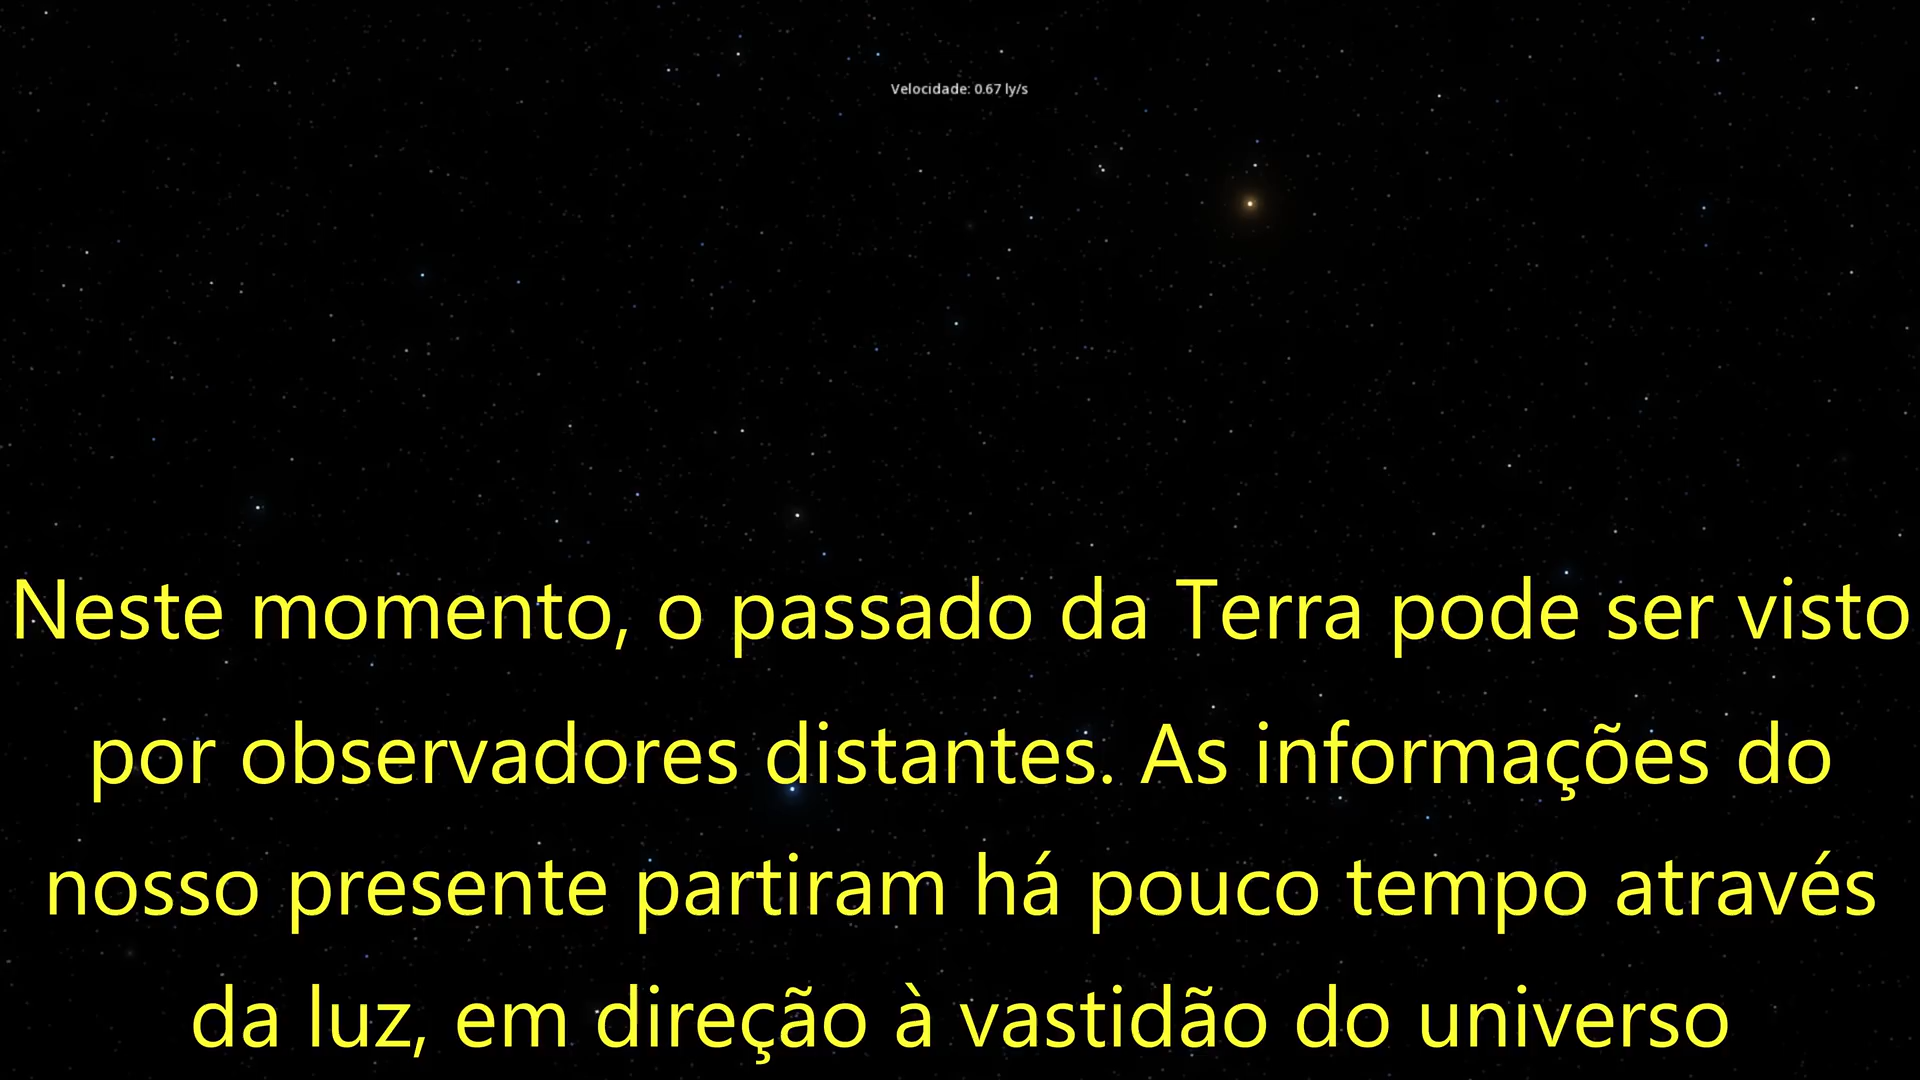 Velocidade: 0.67 ly/s
Neste momento, o passado da Terra pode ser visto
por observadores distantes. As informações do
nosso presente partiram há pouco tempo através
da luz, em direção à vastidão do universo